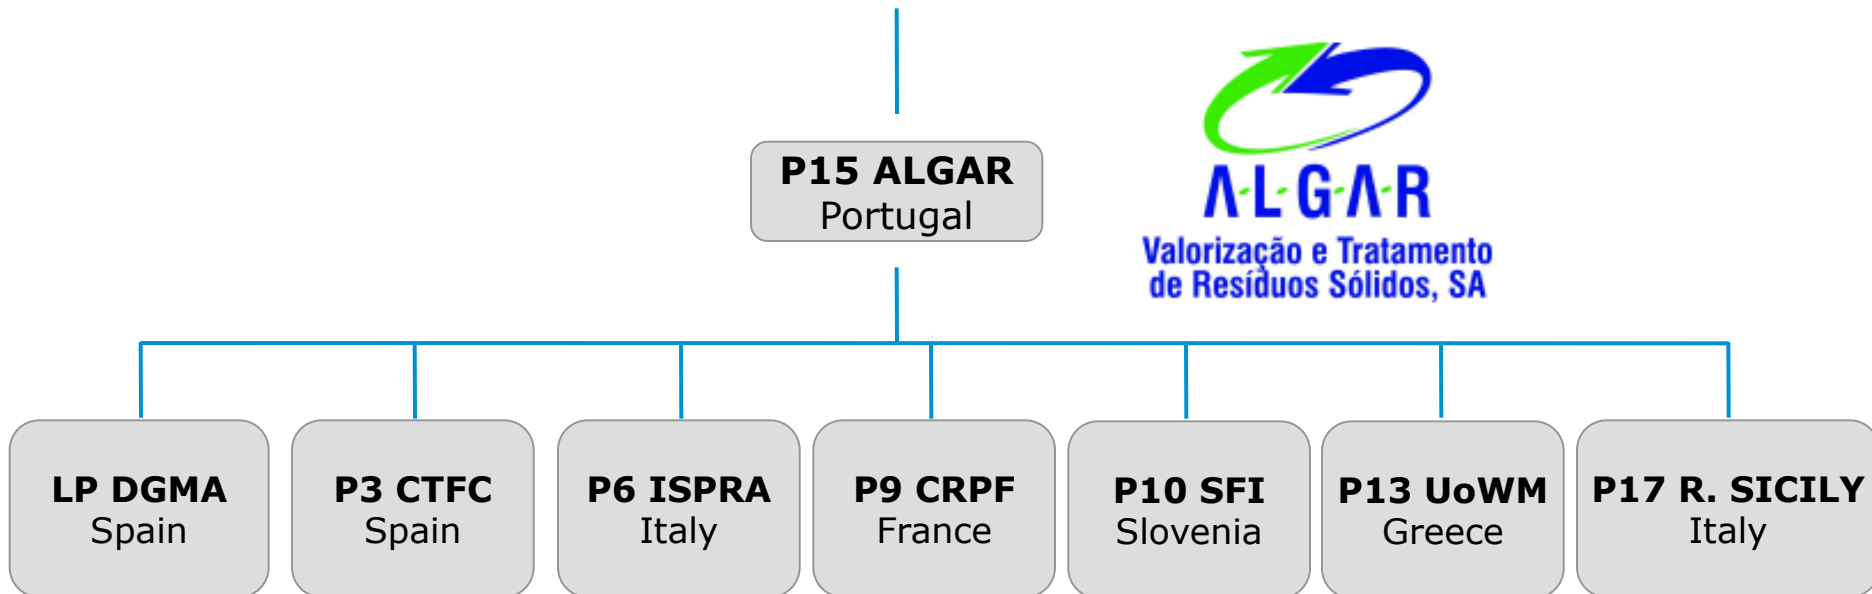 P15 ALGAR
Portugal
A·L·G·A·R
Valorização e Tratamento
de Resíduos Sólidos, SA
LP DGMA
Spain
P3 CTFC
Spain
P6 ISPRA
Italy
P9 CRPF
France
P10 SFI
Slovenia
P13 UoWM
Greece
P17 R. SICILY
Italy